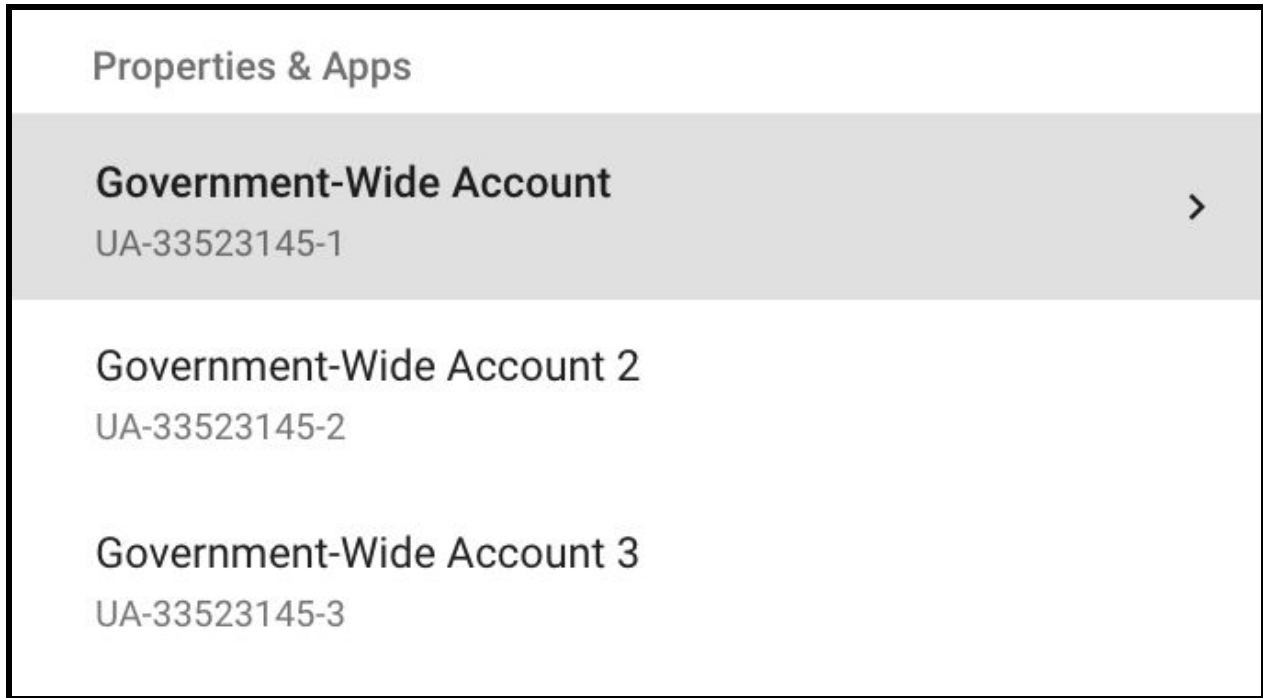 Properties & Apps
Government-Wide Account
UA-33523145-1
Government-Wide Account 2
UA-33523145-2
Government-Wide Account 3
UA-33523145-3